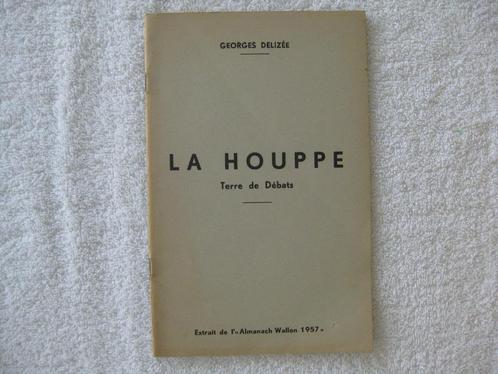 GEORGES DELIZÉE
LA HOUPPE
Terre de Débats
Extrait de l'« Almanach Wallon 1957 »